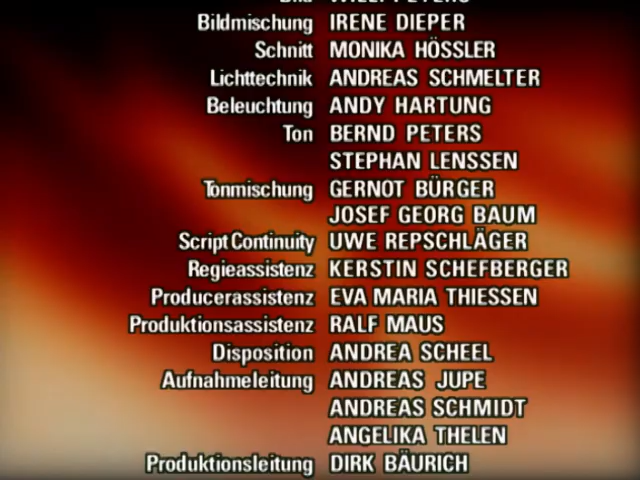 Bildmischung IRENE DIEPER
Schnitt MONIKA HÖSSLER
Lichttechnik ANDREAS SCHMELTER
Beleuchtung ANDY HARTUNG
Ton BERND PETERS
STEPHAN LENSSEN
Tonmischung GERNOT BÜRGER
JOSEF GEORG BAUM
Script Continuity UWE REPSCHLÄGER
Regieassistenz KERSTIN SCHEFBERGER
Producerassistenz EVA MARIA THIESSEN
Produktionsassistenz RALF MAUS
Disposition ANDREA SCHEEL
Aufnahmeleitung ANDREAS JUPE
ANDREAS SCHMIDT
ANGELIKA THELEN
Produktionsleitung DIRK BÄURICH